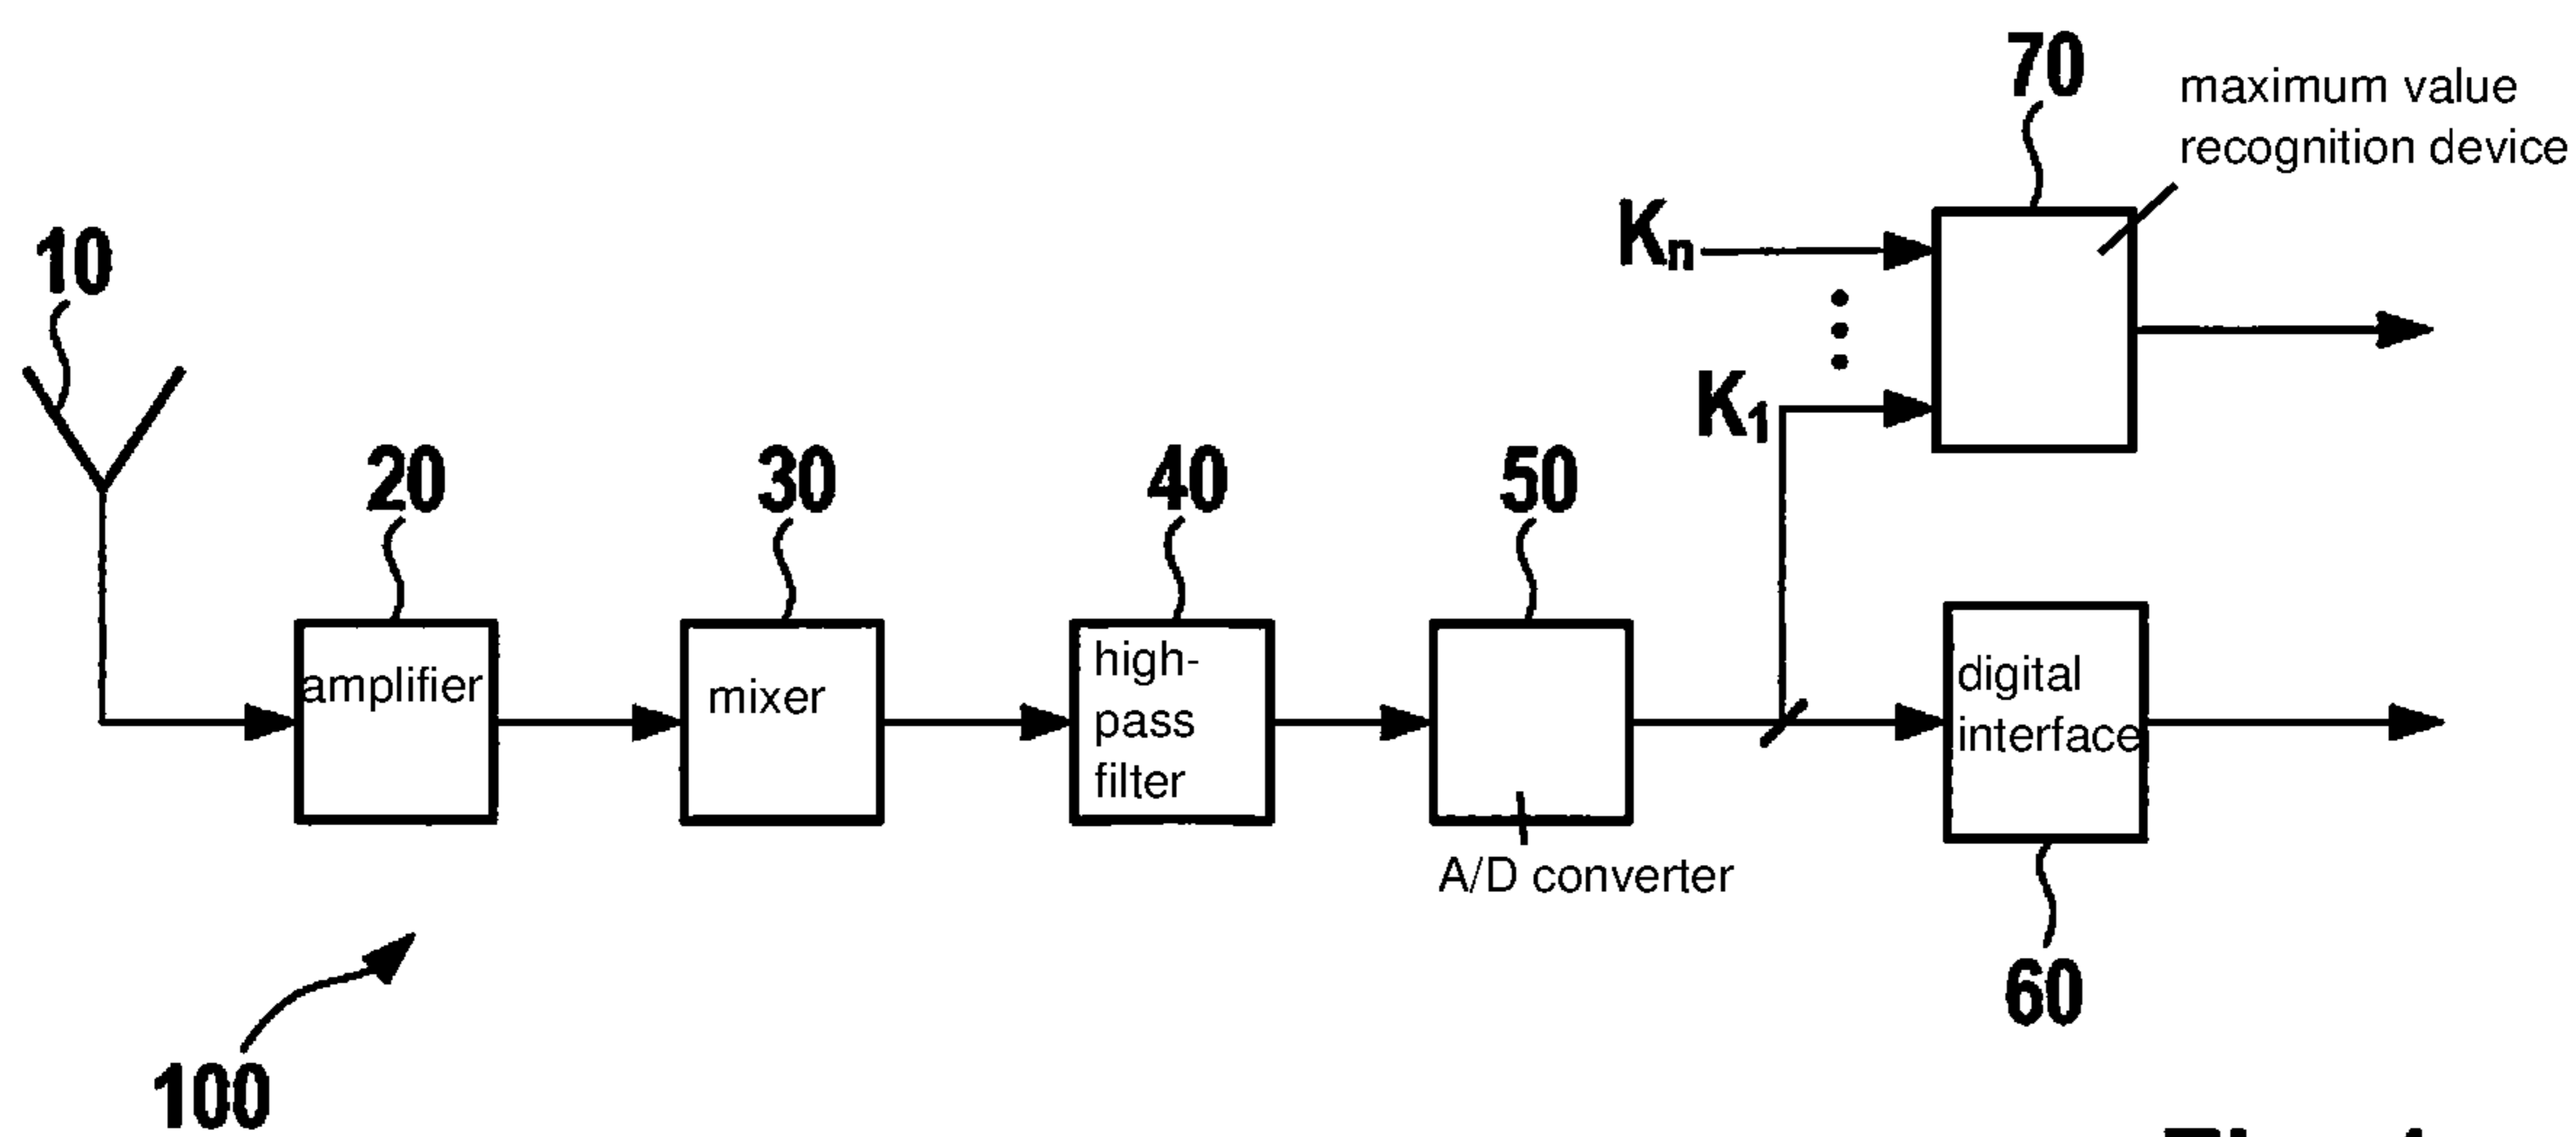 70
maximum value
recognition device
Kn
10
K1
20
30
40
50
amplifier
mixer
high-
pass
filter
digital
interface
A/D converter
60
100